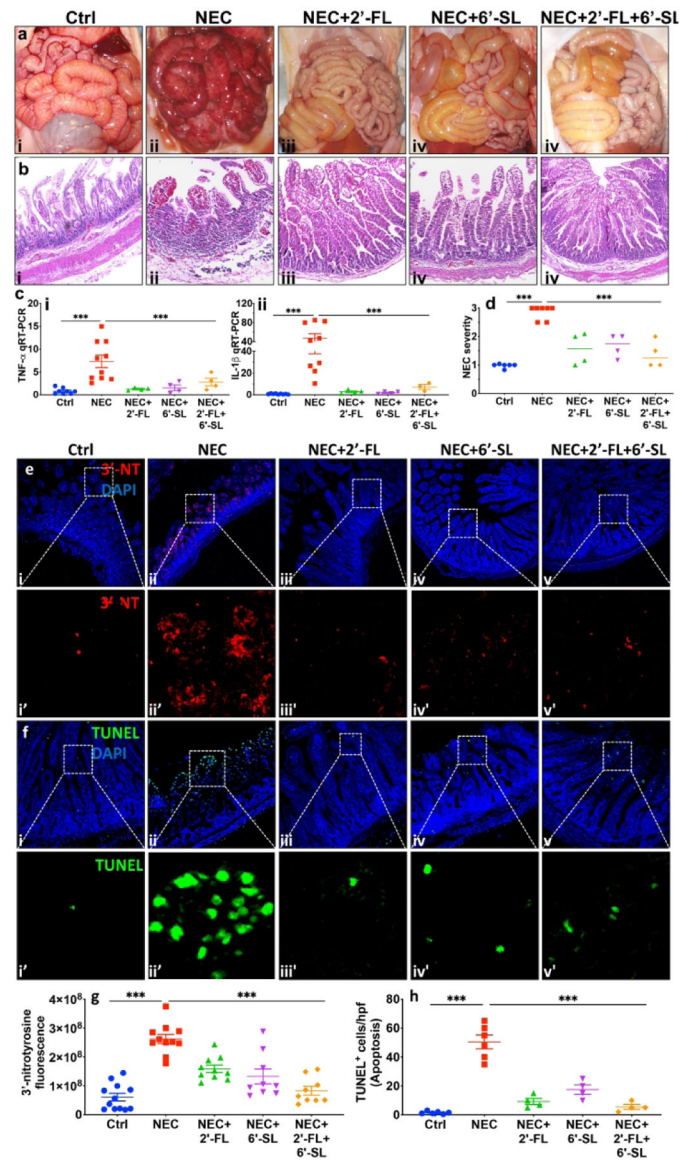 Ctrl NEC NEC+2’-FL NEC+6’-SL NEC+2’-FL+6’-SL
a
i ii iii iv iv
b
i ii iii iv iv
c i ii d
TNF-α qRT-PCR
20
15
10
5
0
***
***
Ctrl NEC NEC+ 2’-FL NEC+ 6’-SL NEC+ 2’-FL+ 6’-SL
IL-1β qRT-PCR
100
80
60
40
20
0
***
***
Ctrl NEC NEC+ 2’-FL NEC+ 6’-SL NEC+ 2’-FL+ 6’-SL
NEC severity
3
2
1
0
***
***
Ctrl NEC NEC+ 2’-FL NEC+ 6’-SL NEC+ 2’-FL+ 6’-SL
Ctrl NEC NEC+2’-FL NEC+6’-SL NEC+2’-FL+6’-SL
e 3’-NT
DAPI
i ii iii iv v
3’-NT
i’ ii’ iii' iv' v'
f TUNEL
DAPI
i ii iii iv v
TUNEL
i’ ii’ iii' iv' v'
g
3’-nitrotyrosine
fluorescence
4×10⁸
3×10⁸
2×10⁸
1×10⁸
0
***
***
Ctrl NEC NEC+ 2’-FL NEC+ 6’-SL NEC+ 2’-FL+ 6’-SL
h
TUNEL⁺ cells/hpf
(Apoptosis)
80
60
40
20
0
***
***
Ctrl NEC NEC+ 2’-FL NEC+ 6’-SL NEC+ 2’-FL+ 6’-SL